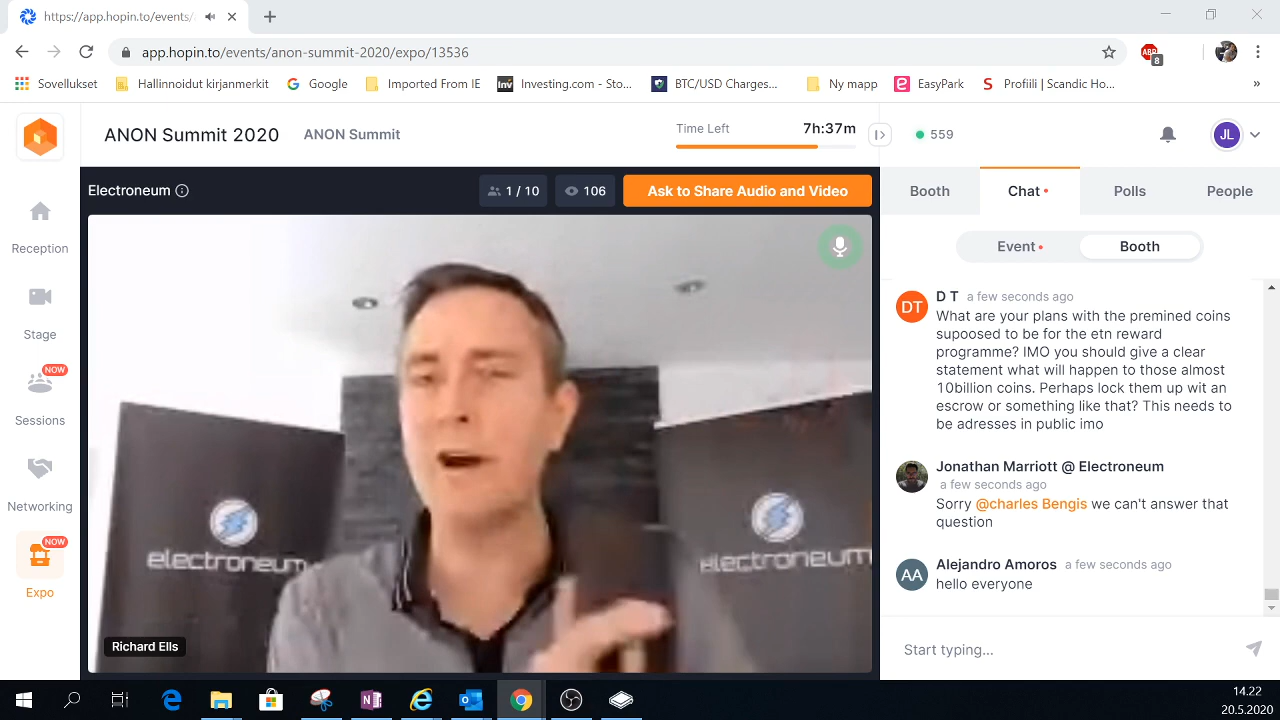 https://app.hopin.to/events/
app.hopin.to/events/anon-summit-2020/expo/13536
ABP
8
Sovellukset
Hallinnoidut kirjanmerkit
Google
Imported From IE
Inv
Investing.com - Sto...
BTC/USD Charges...
Ny mapp
EasyPark
S
Profiili | Scandic Ho...
»
ANON Summit 2020
ANON Summit
Time Left
7h:37m
559
JL
Electroneum
1 / 10
106
Ask to Share Audio and Video
Booth
Chat
Polls
People
Event
Booth
Reception
Stage
NOW
Sessions
Networking
NOW
Expo
electroneum
electroneum
Richard Ells
DT
D T a few seconds ago
What are your plans with the premined coins
supoosed to be for the etn reward
programme? IMO you should give a clear
statement what will happen to those almost
10billion coins. Perhaps lock them up wit an
escrow or something like that? This needs to
be adresses in public imo
Jonathan Marriott @ Electroneum
a few seconds ago
Sorry @charles Bengis we can't answer that
question
AA
Alejandro Amoros a few seconds ago
hello everyone
Start typing...
14.22
20.5.2020